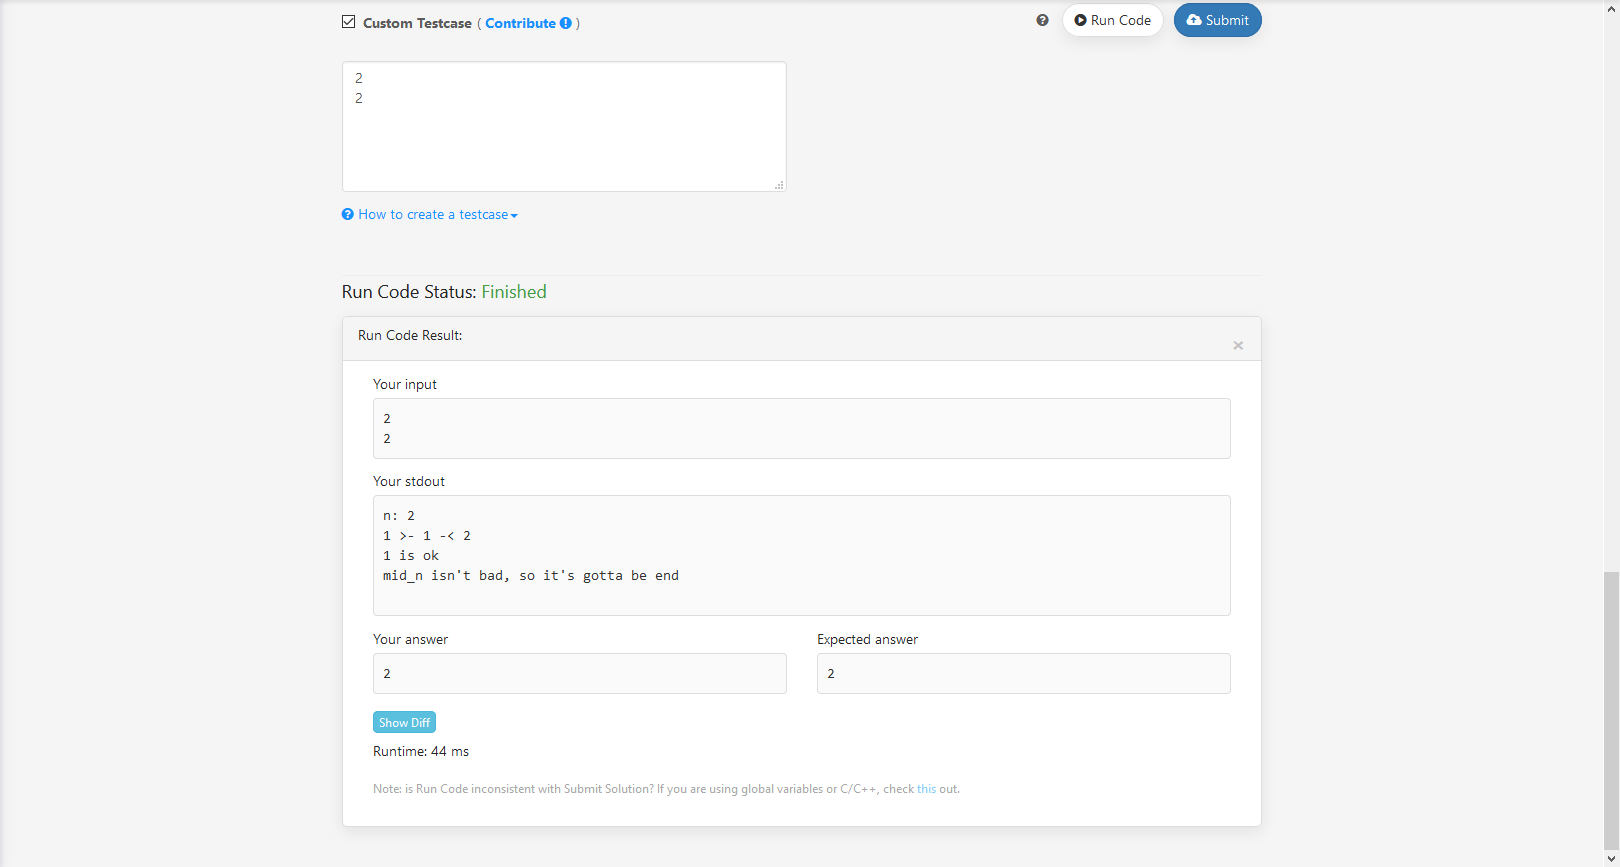 Custom Testcase ( Contribute )
Run Code
Submit
2
2
How to create a testcase
Run Code Status: Finished
Run Code Result:
×
Your input
2
2
Your stdout
n: 2
1 >- 1 -< 2
1 is ok
mid_n isn't bad, so it's gotta be end
Your answer
Expected answer
2
2
Show Diff
Runtime: 44 ms
Note: is Run Code inconsistent with Submit Solution? If you are using global variables or C/C++, check this out.